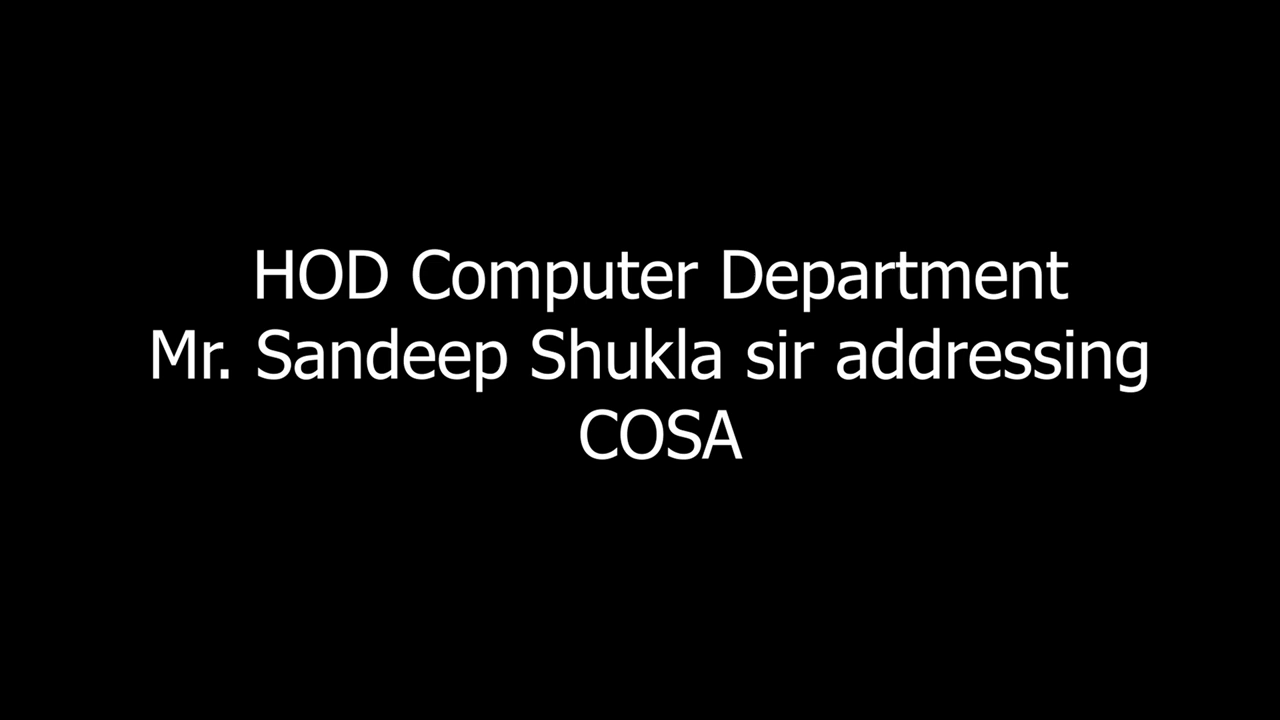 HOD Computer Department
Mr. Sandeep Shukla sir addressing
COSA